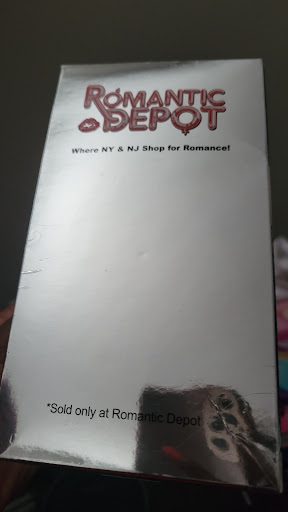 ROMANTIC
DEPOT
Where NY & NJ Shop for Romance!
*Sold only at Romantic Depot